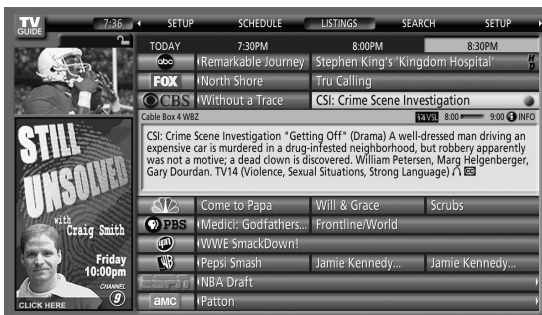 TV GUIDE
7:36
SETUP SCHEDULE LISTINGS SEARCH SETUP
TODAY 7:30PM 8:00PM 8:30PM
abc Remarkable Journey Stephen King's 'Kingdom Hospital' HD
FOX North Shore Tru Calling
CBS Without a Trace CSI: Crime Scene Investigation
Cable Box 4 WBZ 8:00 9:00 INFO
CSI: Crime Scene Investigation "Getting Off" (Drama) A well-dressed man driving an
expensive car is murdered in a drug-infested neighborhood, but robbery apparently
was not a motive; a dead clown is discovered. William Petersen, Marg Helgenberger,
Gary Dourdan. TV14 (Violence, Sexual Situations, Strong Language) CC
Come to Papa Will & Grace Scrubs
PBS Medici: Godfathers... Frontline/World
upn WWE SmackDown!
WB Pepsi Smash Jamie Kennedy... Jamie Kennedy...
ESPN NBA Draft
amc Patton
STILL
UNSOLVED
with
Craig Smith
Friday
10:00pm
CHANNEL
9
CLICK HERE